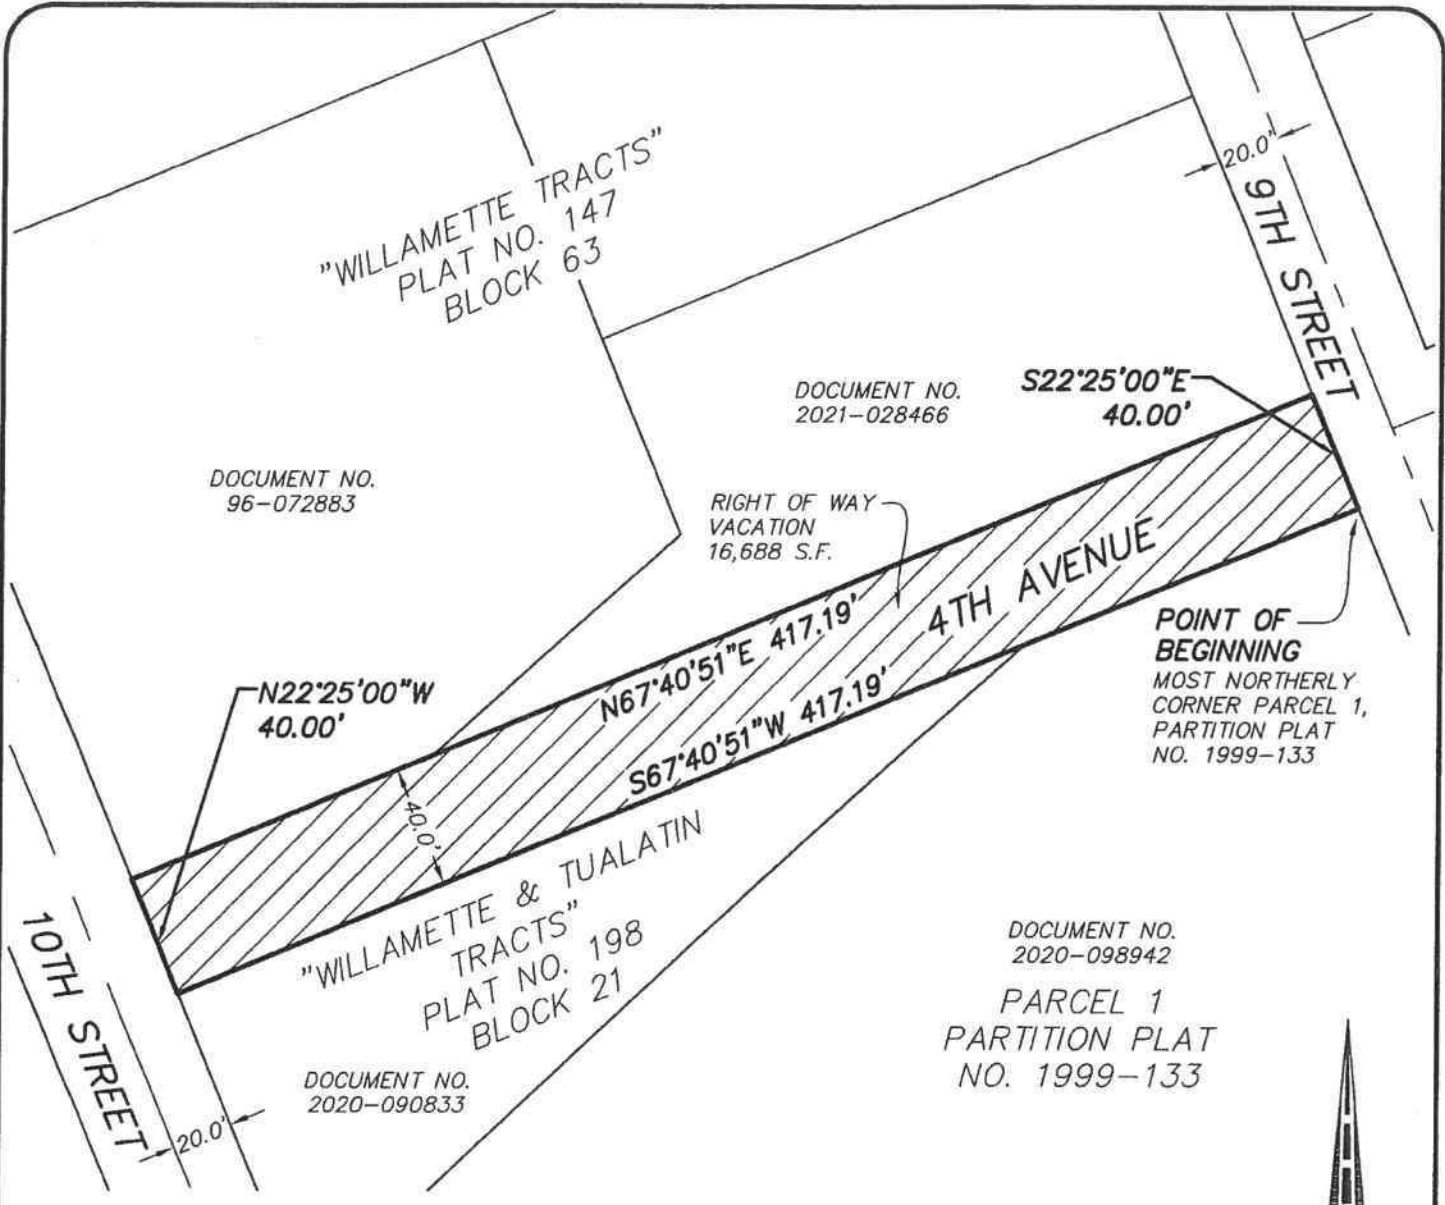 "WILLAMETTE TRACTS"
PLAT NO. 147
BLOCK 63
20.0'
9TH STREET
DOCUMENT NO.
2021-028466
S22°25'00"E
40.00'
DOCUMENT NO.
96-072883
RIGHT OF WAY
VACATION
16,688 S.F.
4TH AVENUE
N67°40'51"E 417.19'
S67°40'51"W 417.19'
POINT OF
BEGINNING
MOST NORTHERLY
CORNER PARCEL 1,
PARTITION PLAT
NO. 1999-133
N22°25'00"W
40.00'
40.0'
"WILLAMETTE & TUALATIN
TRACTS"
PLAT NO. 198
BLOCK 21
10TH STREET
20.0'
DOCUMENT NO.
2020-090833
DOCUMENT NO.
2020-098942
PARCEL 1
PARTITION PLAT
NO. 1999-133